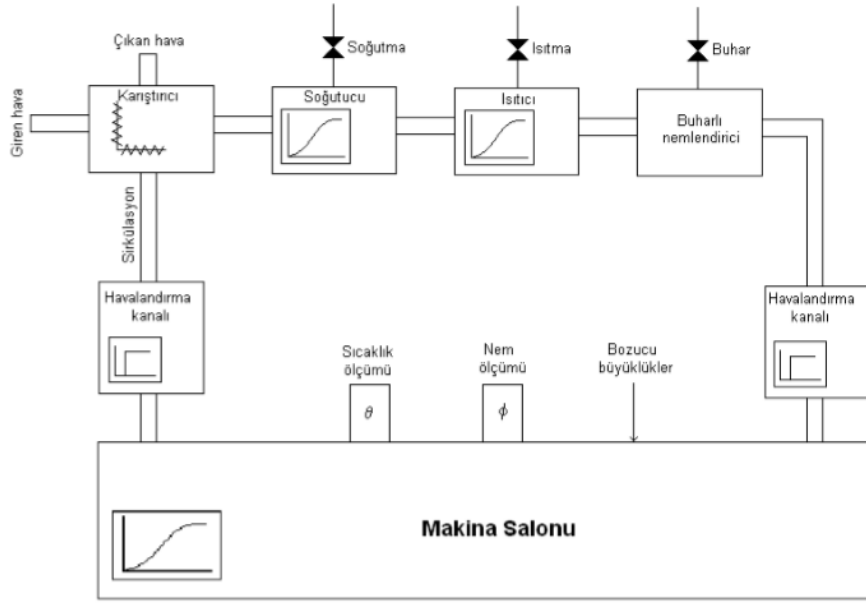 Çıkan hava
Soğutma
Isıtma
Buhar
Giren hava
Karıştırıcı
Soğutucu
Isıtıcı
Buharlı
nemlendirici
Sirkülasyon
Havalandırma
kanalı
Havalandırma
kanalı
Sıcaklık
ölçümü
Nem
ölçümü
Bozucu
büyüklükler
θ
ϕ
Makina Salonu